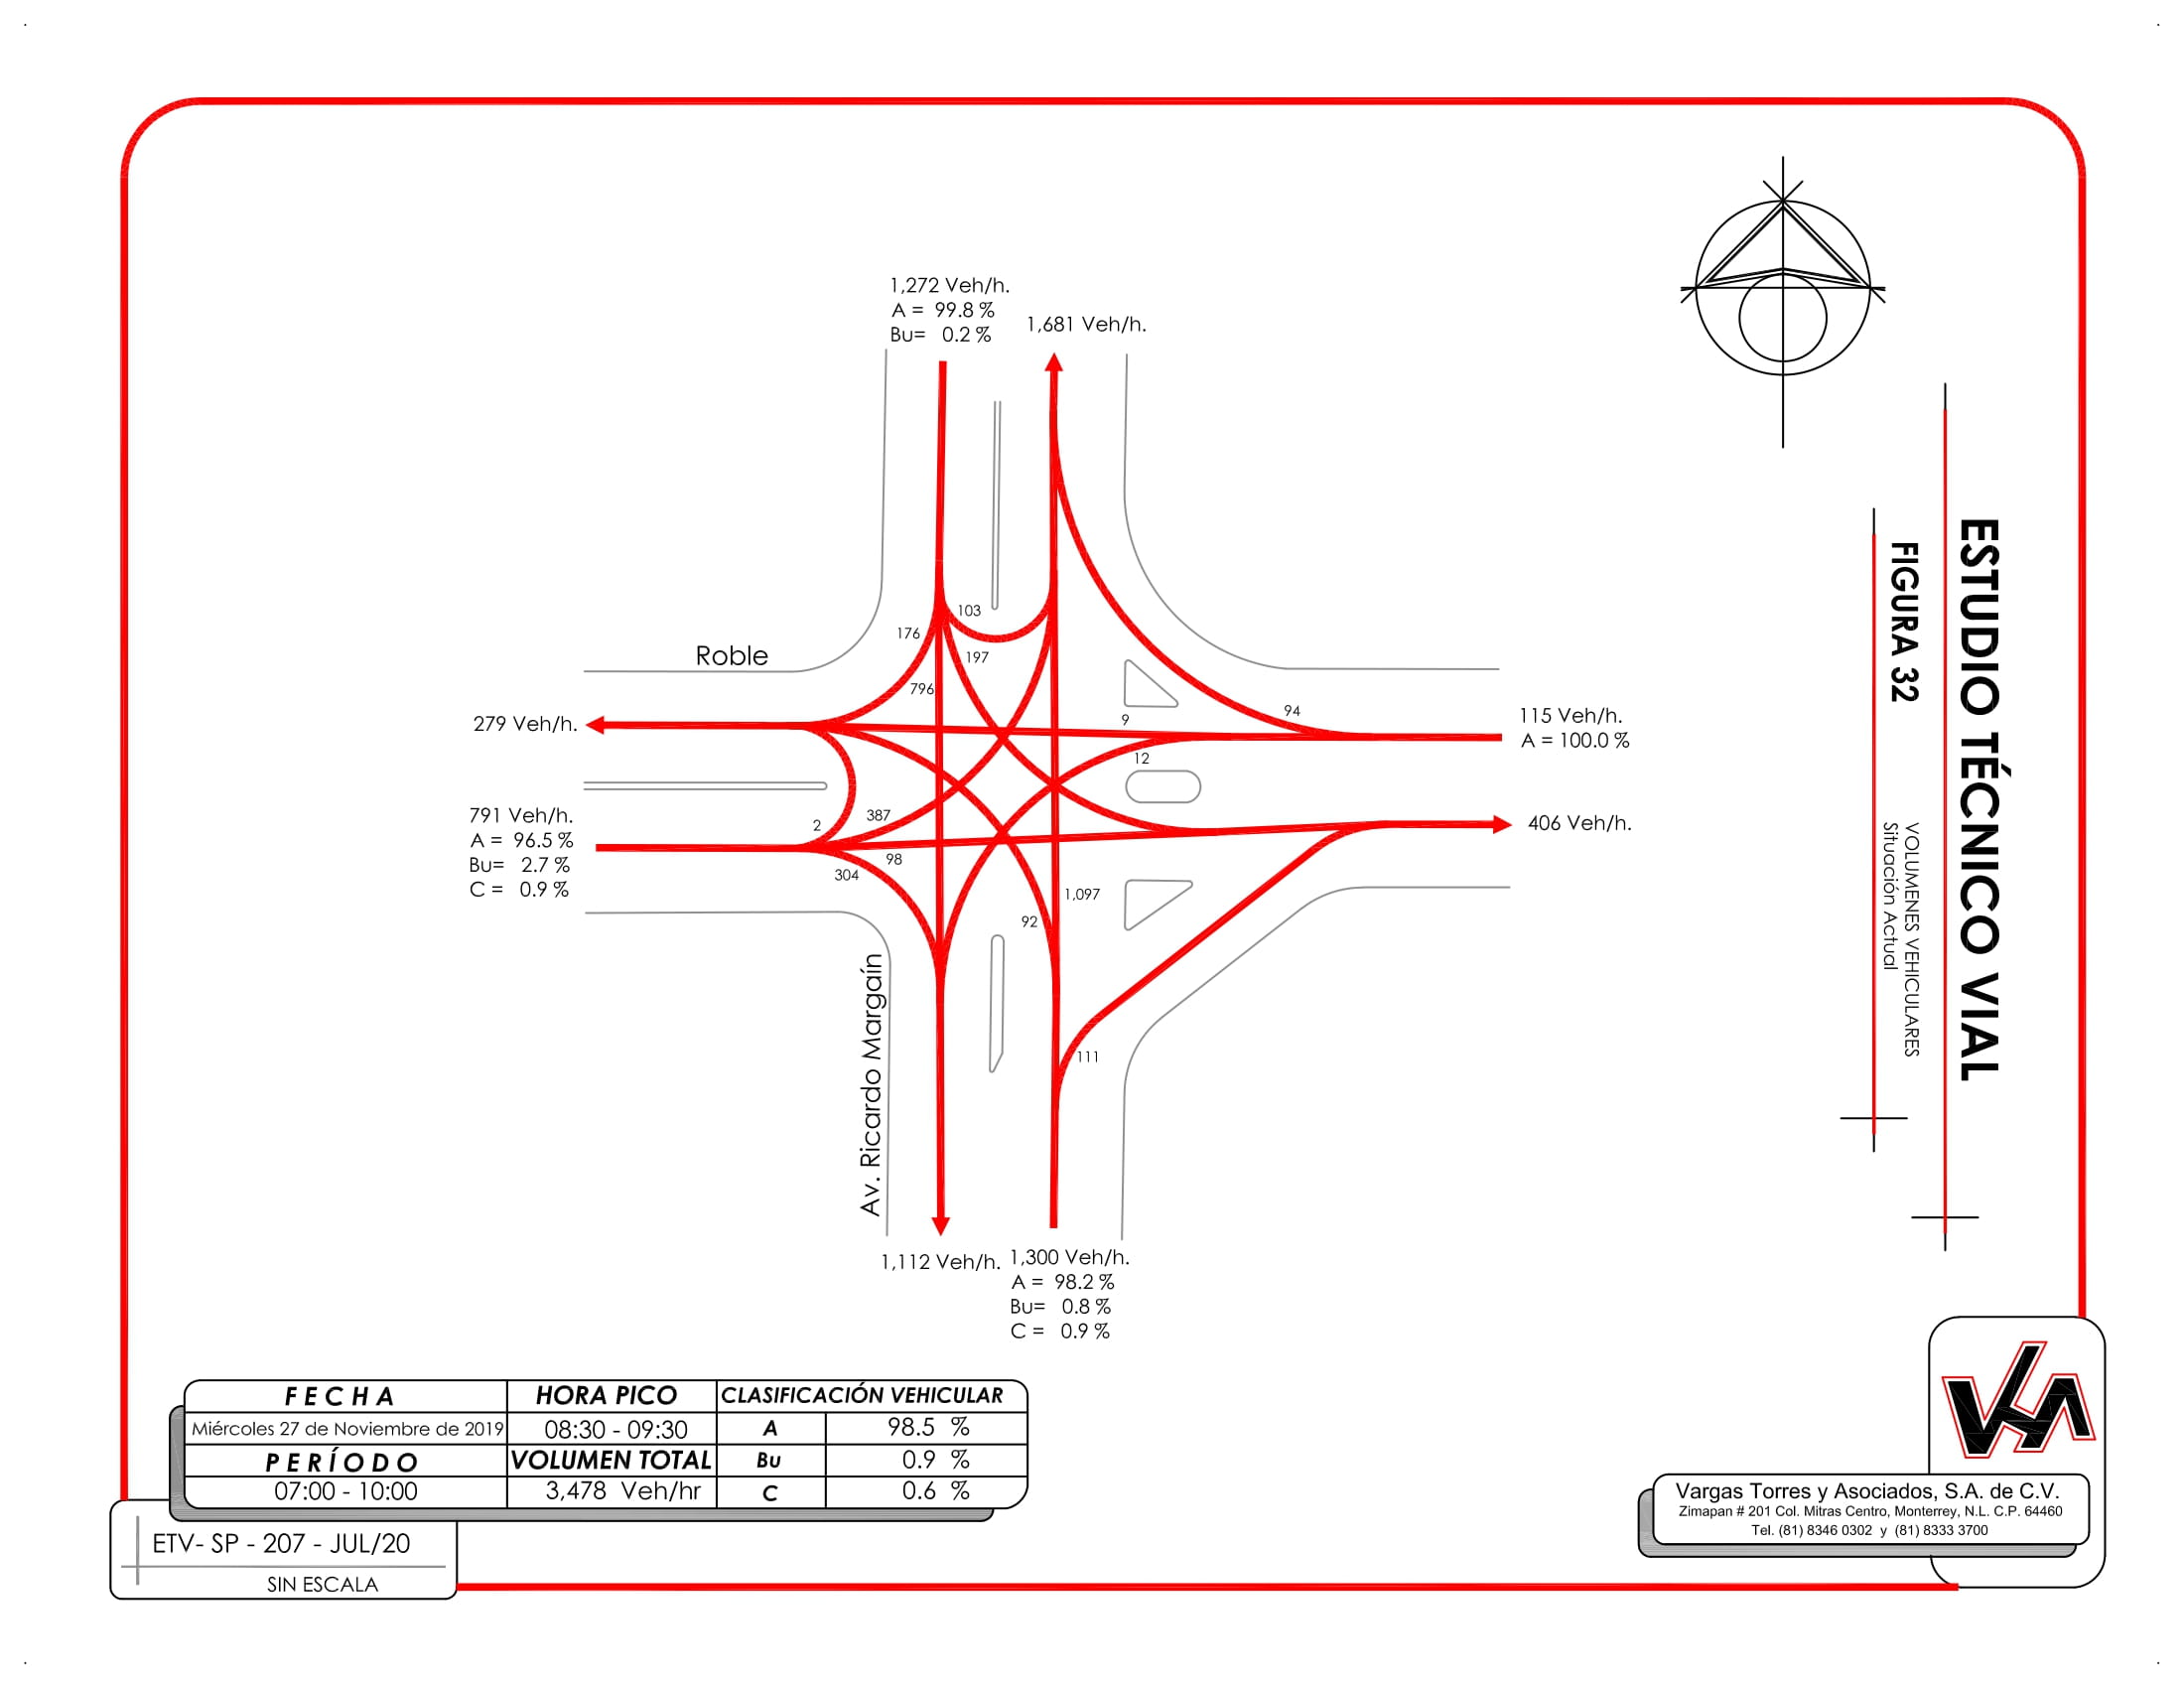 1,272 Veh/h.
A = 99.8 %
Bu= 0.2 %
1,681 Veh/h.
103
176
197
Roble
796
279 Veh/h.
9
94
115 Veh/h.
A = 100.0 %
12
791 Veh/h.
A = 96.5 %
Bu= 2.7 %
C = 0.9 %
2
387
98
304
406 Veh/h.
1,097
92
111
Av. Ricardo Margaín
1,112 Veh/h.
1,300 Veh/h.
A = 98.2 %
Bu= 0.8 %
C = 0.9 %
ESTUDIO TÉCNICO VIAL
FIGURA 32
VOLUMENES VEHICULARES
Situación Actual
FECHA
HORA PICO
CLASIFICACIÓN VEHICULAR
Miércoles 27 de Noviembre de 2019
08:30 - 09:30
A 98.5 %
PERÍODO
VOLUMEN TOTAL
Bu 0.9 %
07:00 - 10:00
3,478 Veh/hr
C 0.6 %
ETV- SP - 207 - JUL/20
SIN ESCALA
VTA
Vargas Torres y Asociados, S.A. de C.V.
Zimapan # 201 Col. Mitras Centro, Monterrey, N.L. C.P. 64460
Tel. (81) 8346 0302 y (81) 8333 3700